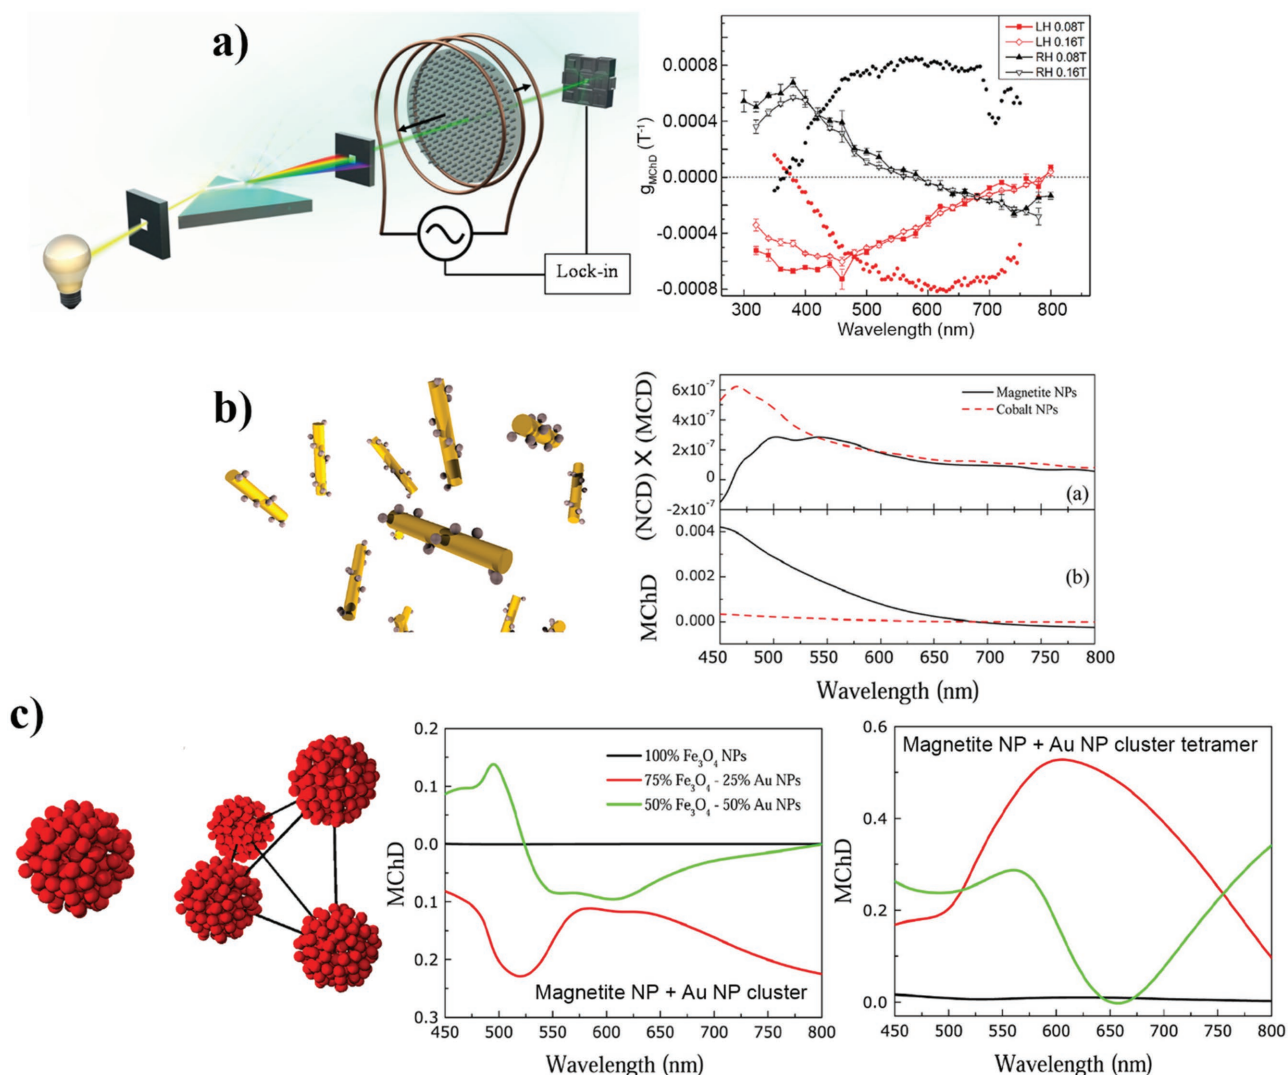 a)
Lock-in
LH 0.08T
LH 0.16T
RH 0.08T
RH 0.16T
0.0008
0.0004
0.0000
-0.0004
-0.0008
gMChD (T-1)
300 400 500 600 700 800
Wavelength (nm)
b)
(NCD) X (MCD)
6x10-7
4x10-7
2x10-7
0
-2x10-7
Magnetite NPs
Cobalt NPs
(a)
MChD
0.004
0.002
0.000
(b)
450 500 550 600 650 700 750 800
Wavelength (nm)
c)
MChD
0.2
0.1
0.0
0.1
0.2
0.3
100% Fe3O4 NPs
75% Fe3O4 - 25% Au NPs
50% Fe3O4 - 50% Au NPs
Magnetite NP + Au NP cluster
450 500 550 600 650 700 750 800
Wavelength (nm)
Magnetite NP + Au NP cluster tetramer
MChD
0.6
0.4
0.2
0.0
450 500 550 600 650 700 750 800
Wavelength (nm)